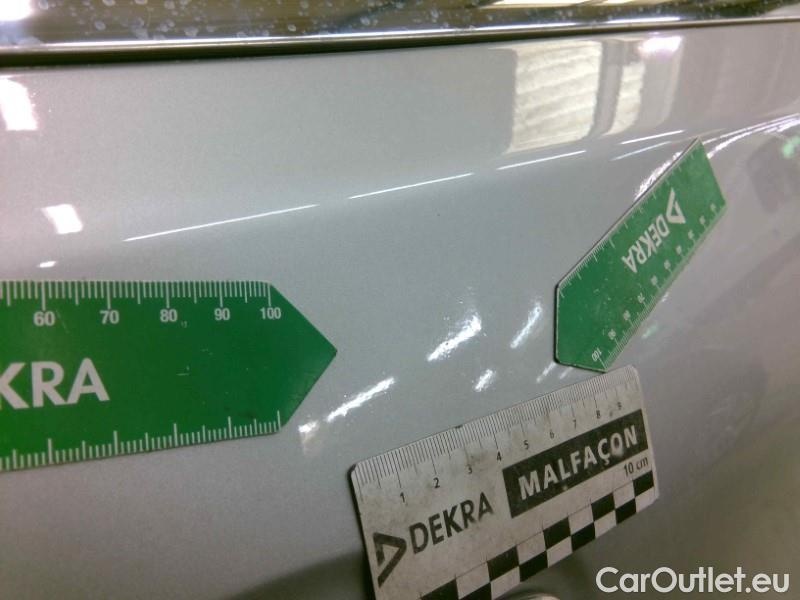 60 70 80 90 100
KRA
DEKRA
100
1 2 3 4 5 6 7 8 9
DEKRA MALFAÇON
10 cm
CarOutlet.eu